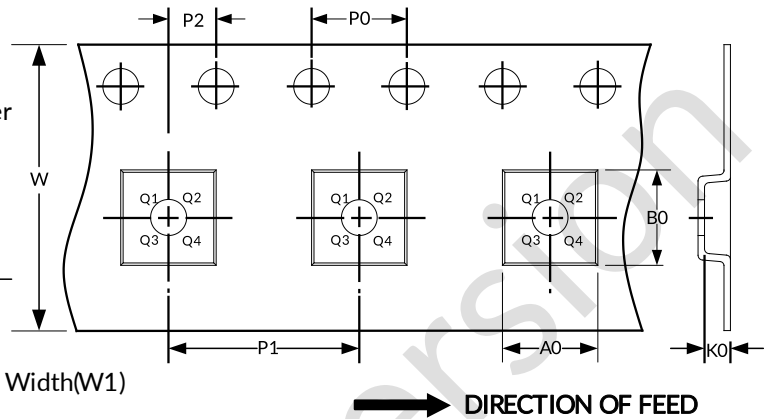 P2
P0
er
W
Q1 Q2
Q3 Q4
Q1 Q2
Q3 Q4
Q1 Q2
Q3 Q4
B0
P1
A0
K0
Width(W1)
DIRECTION OF FEED
ersion